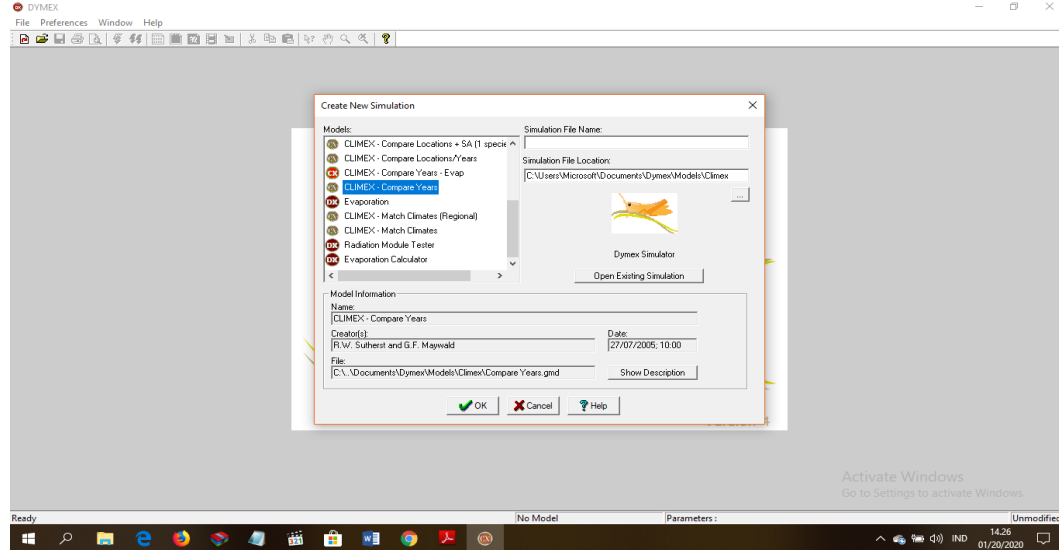 DYMEX
File Preferences Window Help
Create New Simulation
Models:
CLIMEX - Compare Locations + SA (1 specie
CLIMEX - Compare Locations/Years
CLIMEX - Compare Years - Evap
CLIMEX - Compare Years
Evaporation
CLIMEX - Match Climates (Regional)
CLIMEX - Match Climates
Radiation Module Tester
Evaporation Calculator
Simulation File Name:
Simulation File Location:
C:\Users\Microsoft\Documents\Dymex\Models\Climex
...
Dymex Simulator
Open Existing Simulation
Model Information
Name:
CLIMEX - Compare Years
Creator(s):
R.W. Sutherst and G.F. Maywald
Date:
27/07/2005; 10:00
File:
C:\..\Documents\Dymex\Models\Climex\Compare Years.gmd
Show Description
OK Cancel Help
Activate Windows
Go to Settings to activate Windows.
Ready No Model Parameters : Unmodified
IND
14.26
01/20/2020